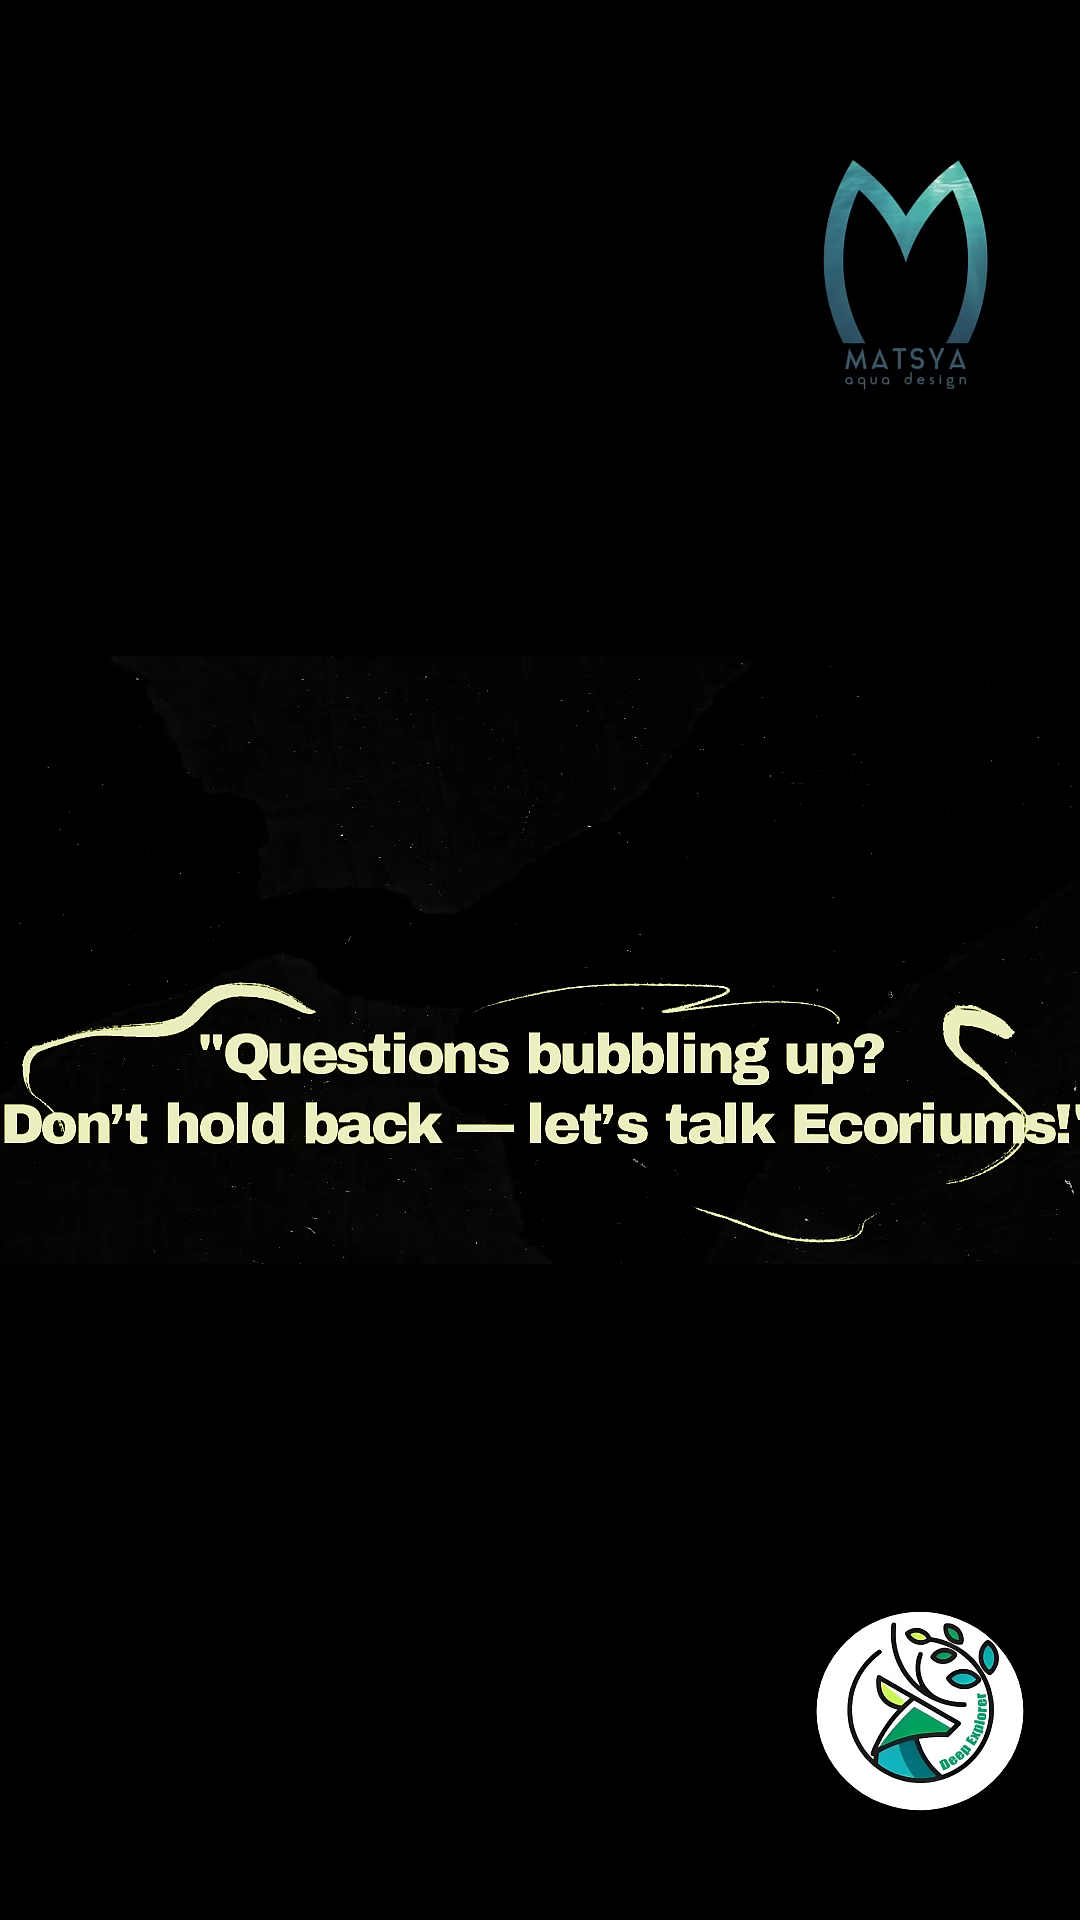 MATSYA
aqua design
"Questions bubbling up?
Don’t hold back — let’s talk Ecoriums!"
Deep Explorer